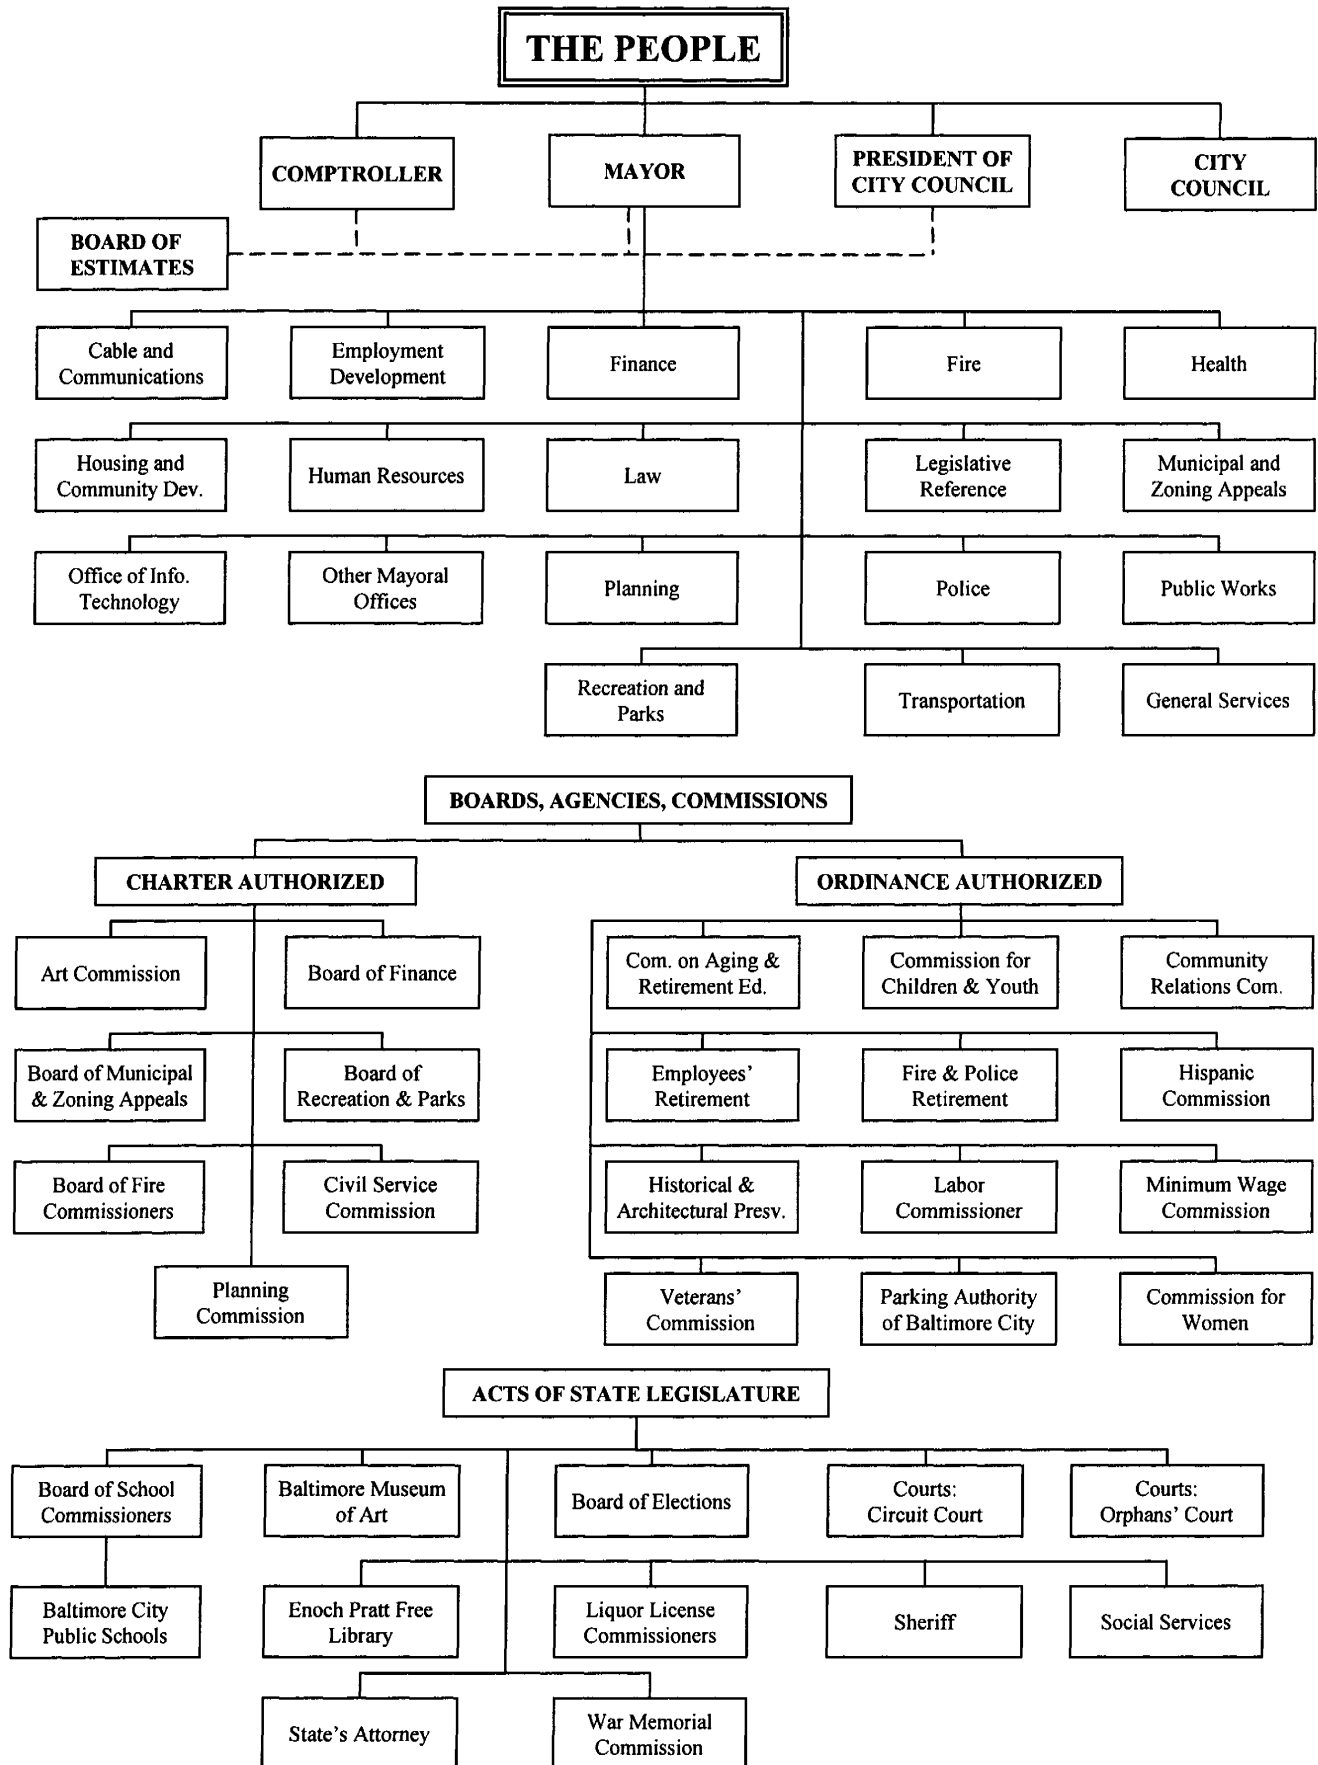 THE PEOPLE
COMPTROLLER
MAYOR
PRESIDENT OF
CITY COUNCIL
CITY
COUNCIL
BOARD OF
ESTIMATES
Cable and
Communications
Employment
Development
Finance
Fire
Health
Housing and
Community Dev.
Human Resources
Law
Legislative
Reference
Municipal and
Zoning Appeals
Office of Info.
Technology
Other Mayoral
Offices
Planning
Police
Public Works
Recreation and
Parks
Transportation
General Services
BOARDS, AGENCIES, COMMISSIONS
CHARTER AUTHORIZED
Art Commission
Board of Finance
Board of Municipal
& Zoning Appeals
Board of
Recreation & Parks
Board of Fire
Commissioners
Civil Service
Commission
Planning
Commission
ORDINANCE AUTHORIZED
Com. on Aging &
Retirement Ed.
Commission for
Children & Youth
Community
Relations Com.
Employees'
Retirement
Fire & Police
Retirement
Hispanic
Commission
Historical &
Architectural Presv.
Labor
Commissioner
Minimum Wage
Commission
Veterans'
Commission
Parking Authority
of Baltimore City
Commission for
Women
ACTS OF STATE LEGISLATURE
Board of School
Commissioners
Baltimore Museum
of Art
Board of Elections
Courts:
Circuit Court
Courts:
Orphans' Court
Baltimore City
Public Schools
Enoch Pratt Free
Library
Liquor License
Commissioners
Sheriff
Social Services
State's Attorney
War Memorial
Commission